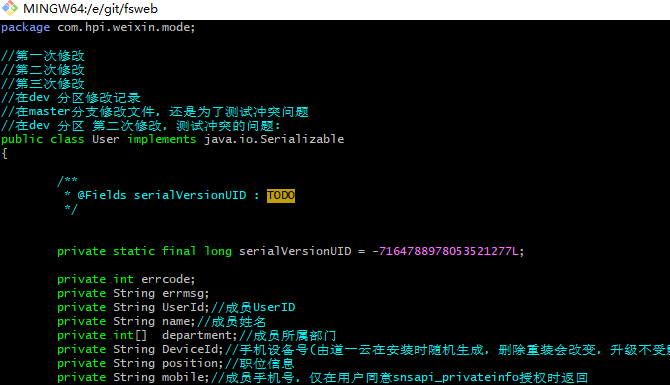 MINGW64:/e/git/fsweb
package com.hpi.weixin.mode;
//第一次修改
//第二次修改
//第三次修改
//在dev 分区修改记录
//在master分支修改文件，还是为了测试冲突问题
//在dev 分区 第二次修改，测试冲突的问题：
public class User implements java.io.Serializable
{
/**
* @Fields serialVersionUID : TODO
*/
private static final long serialVersionUID = -7164788978053521277L;
private int errcode;
private String errmsg;
private String UserId;//成员UserID
private String name;//成员姓名
private int[] department;//成员所属部门
private String DeviceId;//手机设备号(由道一云在安装时随机生成，删除重装会改变，升级不受
private String position;//职位信息
private String mobile;//成员手机号，仅在用户同意snsapi_privateinfo授权时返回